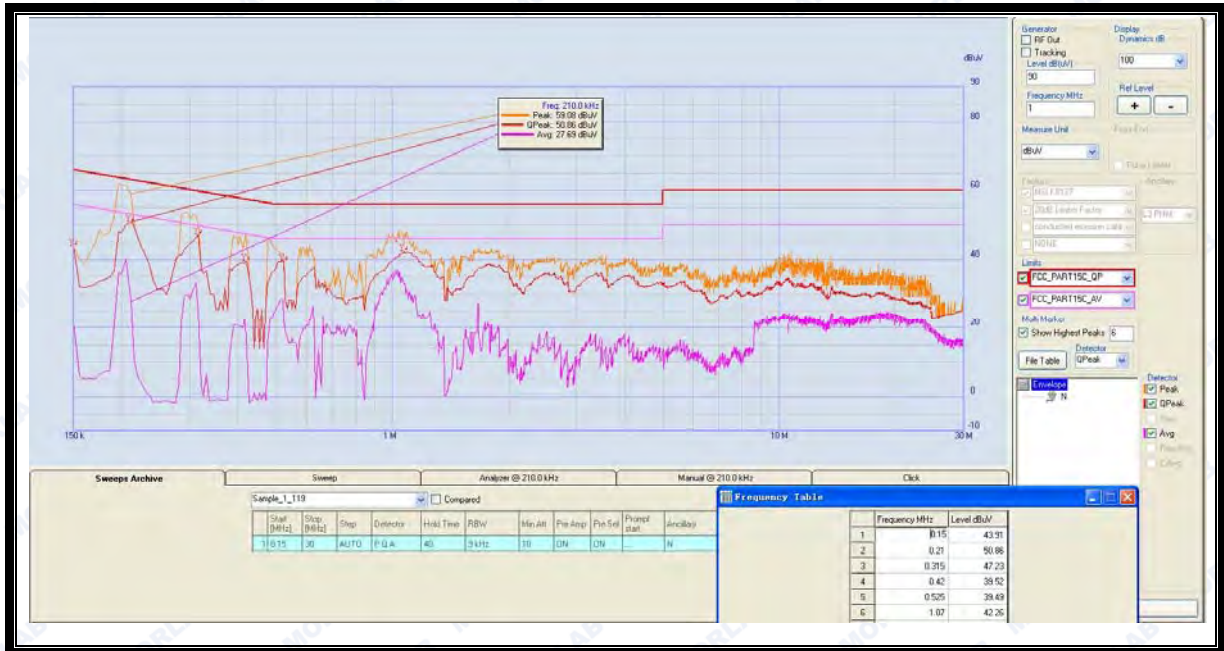 Freq: 210.0 kHz
Peak: 59.08 dBuV
QPeak: 50.86 dBuV
Avg: 27.69 dBuV
dBuV
90
80
60
40
20
0
-10
150 k
1 M
10 M
30 M
Generator
RF Out
Tracking
Level dB(uV)
90
Frequency MHz
1
Display
Dynamics dB
100
Ref Level
+ -
Measure Unit
dBuV
Limits
FCC_PART15C_QP
FCC_PART15C_AV
Multi Marker
Show Highest Peaks 6
File Table
Detector
QPeak
Envelope
N
Detector
Peak
QPeak
Avg
Sweeps Archive
Sweep
Analyzer @ 210.0 kHz
Manual @ 210.0 kHz
Click
Sample_1_119
Compared
Start [MHz] Stop [MHz] Step Detector Hold Time RBW Min Att Pre Amp Pre Sel Prompt start Ancillary
1 0.15 30 AUTO P.Q.A 40. 9 kHz 10 ON ON ... N
Frequency Table
Frequency MHz Level dBuV
1 0.15 43.91
2 0.21 50.86
3 0.315 47.23
4 0.42 39.52
5 0.525 39.49
6 1.07 42.26